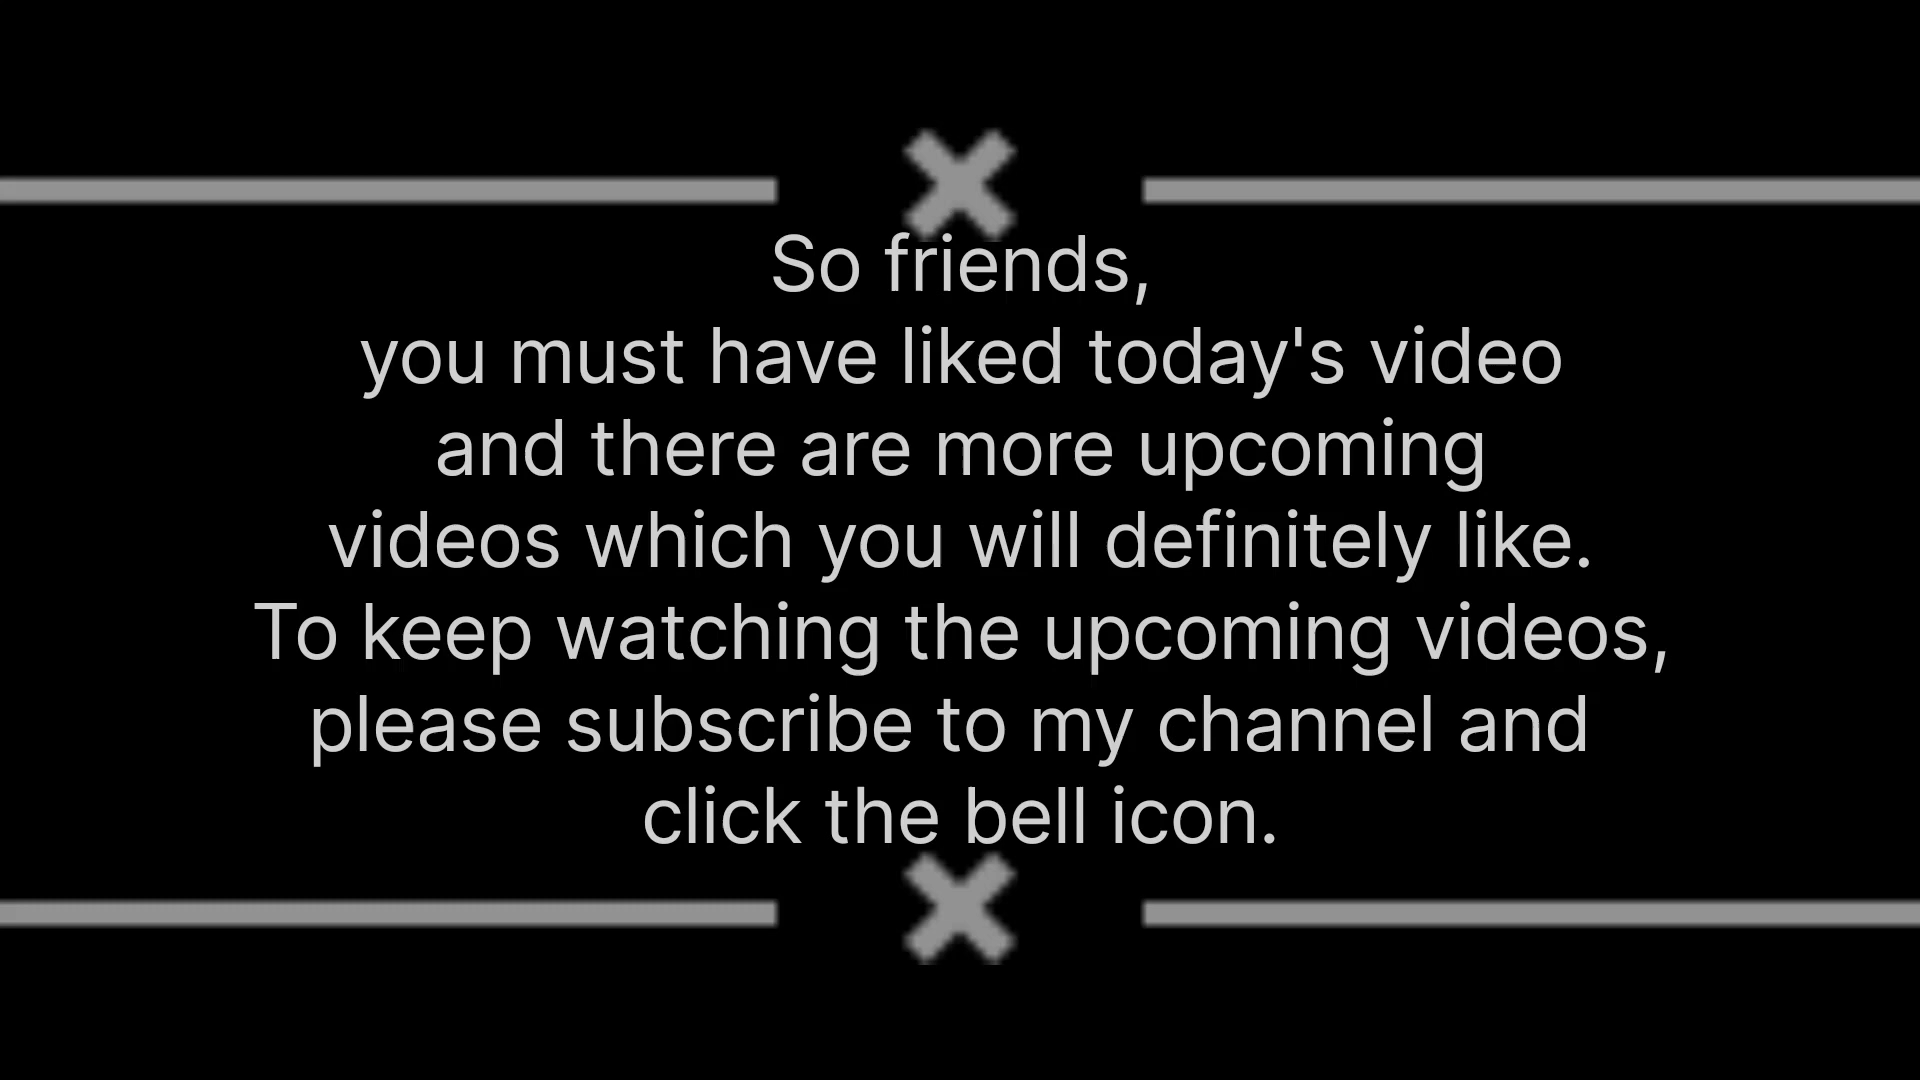 So friends,
you must have liked today's video
and there are more upcoming
videos which you will definitely like.
To keep watching the upcoming videos,
please subscribe to my channel and
click the bell icon.